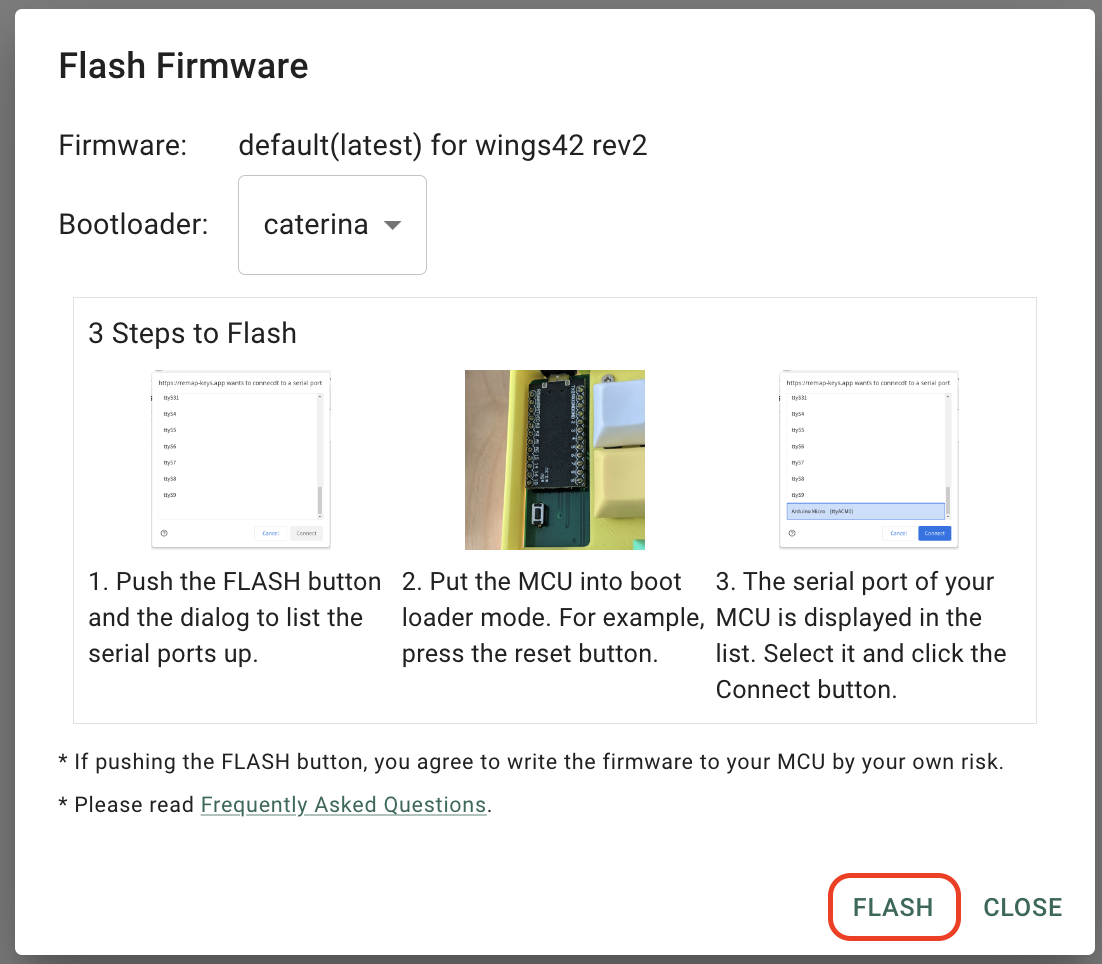 Flash Firmware
Firmware: default(latest) for wings42 rev2
Bootloader: caterina
3 Steps to Flash
https://remap-keys.app wants to connecdt to a serial port
ttyS31
ttyS4
ttyS5
ttyS6
ttyS7
ttyS8
ttyS9
Cancel Connect
https://remap-keys.app wants to connecdt to a serial port
ttyS31
ttyS4
ttyS5
ttyS6
ttyS7
ttyS8
ttyS9
Arduino Micro (ttyACM0)
Cancel Connect
1. Push the FLASH button
and the dialog to list the
serial ports up.
2. Put the MCU into boot
loader mode. For example,
press the reset button.
3. The serial port of your
MCU is displayed in the
list. Select it and click the
Connect button.
* If pushing the FLASH button, you agree to write the firmware to your MCU by your own risk.
* Please read Frequently Asked Questions.
FLASH CLOSE